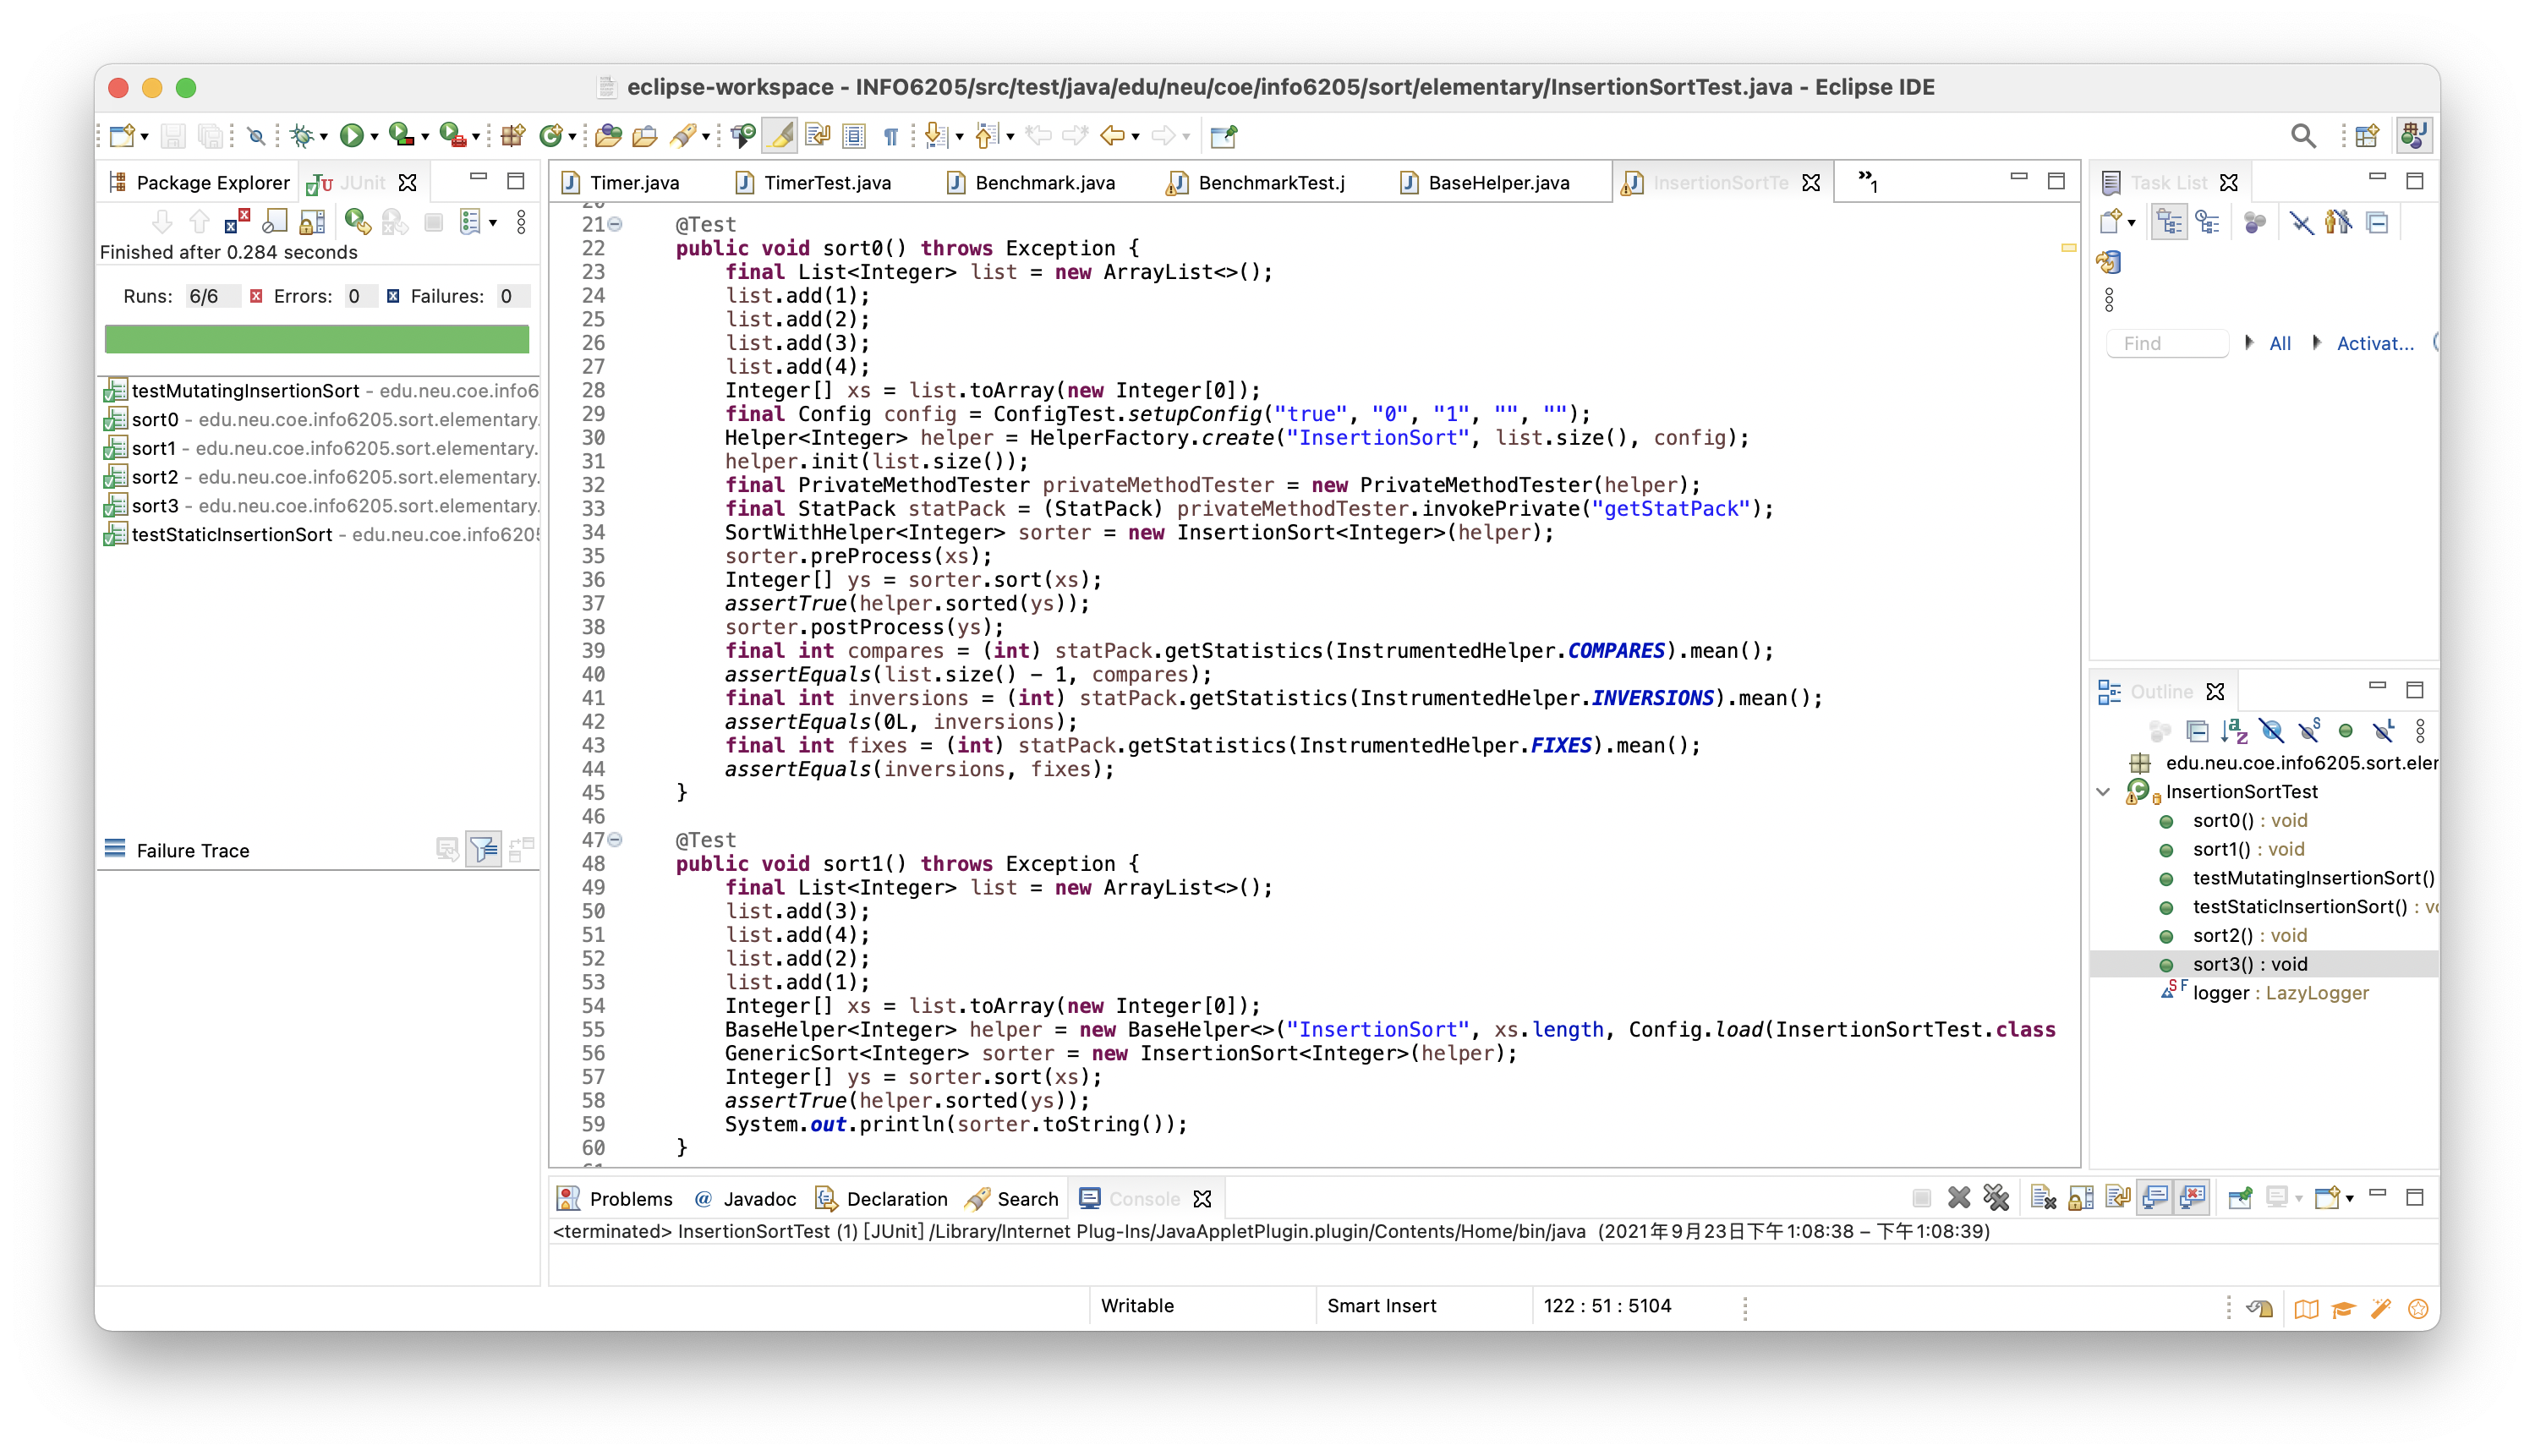 eclipse-workspace - INFO6205/src/test/java/edu/neu/coe/info6205/sort/elementary/InsertionSortTest.java - Eclipse IDE
Package Explorer
JUnit
Finished after 0.284 seconds
Runs: 6/6 Errors: 0 Failures: 0
testMutatingInsertionSort - edu.neu.coe.info6
sort0 - edu.neu.coe.info6205.sort.elementary.
sort1 - edu.neu.coe.info6205.sort.elementary.
sort2 - edu.neu.coe.info6205.sort.elementary.
sort3 - edu.neu.coe.info6205.sort.elementary.
testStaticInsertionSort - edu.neu.coe.info620
Failure Trace
Timer.java TimerTest.java Benchmark.java BenchmarkTest.j BaseHelper.java InsertionSortTe »1
21 @Test
22 public void sort0() throws Exception {
23 final List<Integer> list = new ArrayList<>();
24 list.add(1);
25 list.add(2);
26 list.add(3);
27 list.add(4);
28 Integer[] xs = list.toArray(new Integer[0]);
29 final Config config = ConfigTest.setupConfig("true", "0", "1", "", "");
30 Helper<Integer> helper = HelperFactory.create("InsertionSort", list.size(), config);
31 helper.init(list.size());
32 final PrivateMethodTester privateMethodTester = new PrivateMethodTester(helper);
33 final StatPack statPack = (StatPack) privateMethodTester.invokePrivate("getStatPack");
34 SortWithHelper<Integer> sorter = new InsertionSort<Integer>(helper);
35 sorter.preProcess(xs);
36 Integer[] ys = sorter.sort(xs);
37 assertTrue(helper.sorted(ys));
38 sorter.postProcess(ys);
39 final int compares = (int) statPack.getStatistics(InstrumentedHelper.COMPARES).mean();
40 assertEquals(list.size() - 1, compares);
41 final int inversions = (int) statPack.getStatistics(InstrumentedHelper.INVERSIONS).mean();
42 assertEquals(0L, inversions);
43 final int fixes = (int) statPack.getStatistics(InstrumentedHelper.FIXES).mean();
44 assertEquals(inversions, fixes);
45 }
46
47 @Test
48 public void sort1() throws Exception {
49 final List<Integer> list = new ArrayList<>();
50 list.add(3);
51 list.add(4);
52 list.add(2);
53 list.add(1);
54 Integer[] xs = list.toArray(new Integer[0]);
55 BaseHelper<Integer> helper = new BaseHelper<>("InsertionSort", xs.length, Config.load(InsertionSortTest.class
56 GenericSort<Integer> sorter = new InsertionSort<Integer>(helper);
57 Integer[] ys = sorter.sort(xs);
58 assertTrue(helper.sorted(ys));
59 System.out.println(sorter.toString());
60 }
Task List
Find All Activat...
Outline
edu.neu.coe.info6205.sort.eler
InsertionSortTest
sort0() : void
sort1() : void
testMutatingInsertionSort()
testStaticInsertionSort() : vo
sort2() : void
sort3() : void
logger : LazyLogger
Problems @ Javadoc Declaration Search Console
<terminated> InsertionSortTest (1) [JUnit] /Library/Internet Plug-Ins/JavaAppletPlugin.plugin/Contents/Home/bin/java (2021年9月23日下午1:08:38 – 下午1:08:39)
Writable Smart Insert 122 : 51 : 5104